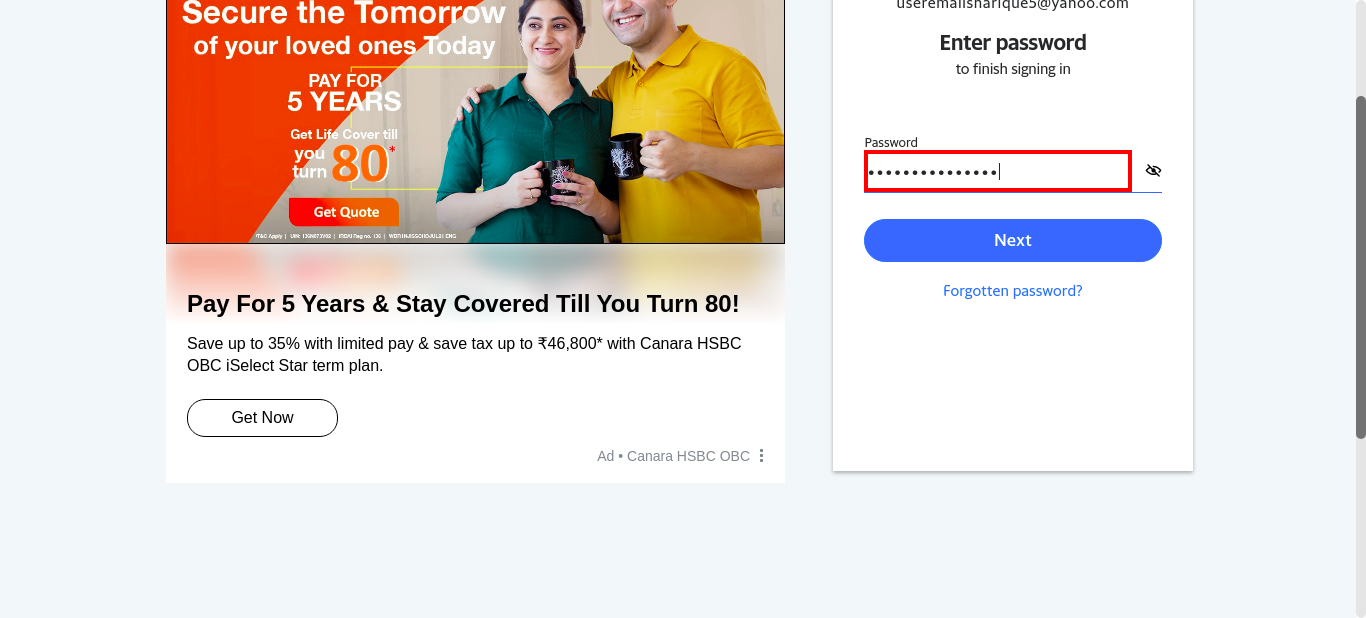 Secure the Tomorrow
of your loved ones Today
PAY FOR
5 YEARS
Get Life Cover till
you
turn 80*
Get Quote
Pay For 5 Years & Stay Covered Till You Turn 80!
Save up to 35% with limited pay & save tax up to ₹46,800* with Canara HSBC
OBC iSelect Star term plan.
Get Now
Ad • Canara HSBC OBC
useremailsharique5@yahoo.com
Enter password
to finish signing in
Password
•••••••••••••••
Next
Forgotten password?